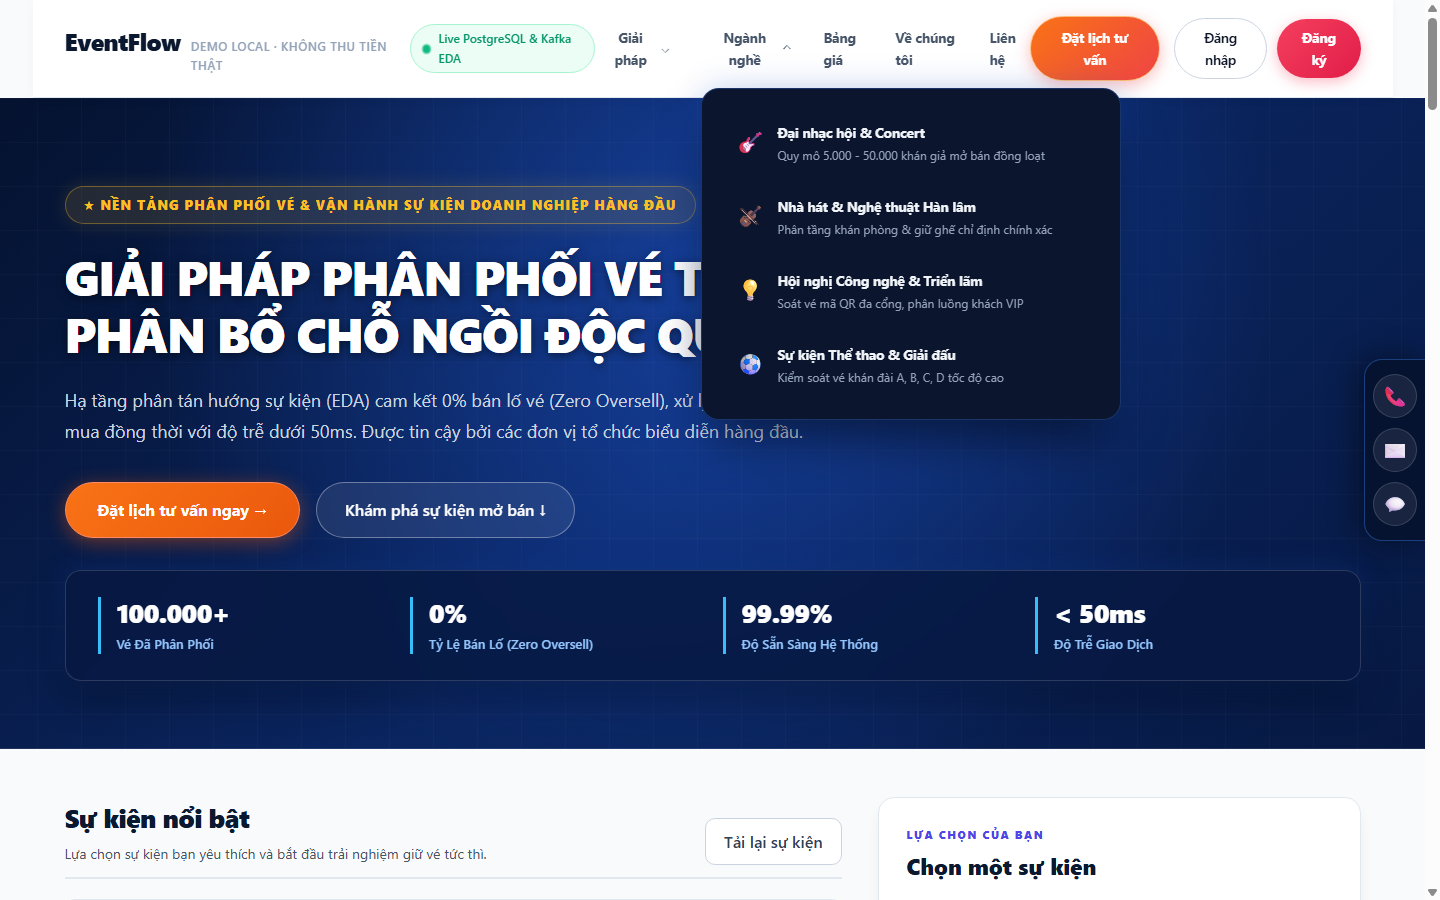 EventFlow
DEMO LOCAL · KHÔNG THU TIỀN
THẬT
Live PostgreSQL & Kafka
EDA
Giải
pháp
Ngành
nghề
Bảng
giá
Về chúng
tôi
Liên
hệ
Đặt lịch tư
vấn
Đăng
nhập
Đăng
ký
Đại nhạc hội & Concert
Quy mô 5.000 - 50.000 khán giả mở bán đồng loạt
Nhà hát & Nghệ thuật Hàn lâm
Phân tầng khán phòng & giữ ghế chỉ định chính xác
Hội nghị Công nghệ & Triển lãm
Soát vé mã QR đa cổng, phân luồng khách VIP
Sự kiện Thể thao & Giải đấu
Kiểm soát vé khán đài A, B, C, D tốc độ cao
★ NỀN TẢNG PHÂN PHỐI VÉ & VẬN HÀNH SỰ KIỆN DOANH NGHIỆP HÀNG ĐẦU
GIẢI PHÁP PHÂN PHỐI VÉ
PHÂN BỔ CHỖ NGỒI ĐỘC
Hạ tầng phân tán hướng sự kiện (EDA) cam kết 0% bán lố vé (Zero Oversell), xử
mua đồng thời với độ trễ dưới 50ms. Được tin cậy bởi các đơn vị tổ chức biểu diễn hàng đầu.
Đặt lịch tư vấn ngay →
Khám phá sự kiện mở bán ↓
100.000+
Vé Đã Phân Phối
0%
Tỷ Lệ Bán Lố (Zero Oversell)
99.99%
Độ Sẵn Sàng Hệ Thống
< 50ms
Độ Trễ Giao Dịch
Sự kiện nổi bật
Lựa chọn sự kiện bạn yêu thích và bắt đầu trải nghiệm giữ vé tức thì.
Tải lại sự kiện
LỰA CHỌN CỦA BẠN
Chọn một sự kiện